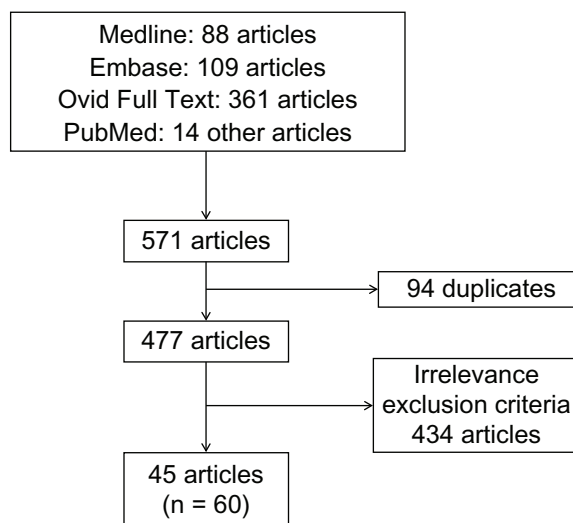 Medline: 88 articles
Embase: 109 articles
Ovid Full Text: 361 articles
PubMed: 14 other articles
571 articles
94 duplicates
477 articles
Irrelevance
exclusion criteria
434 articles
45 articles
(n = 60)